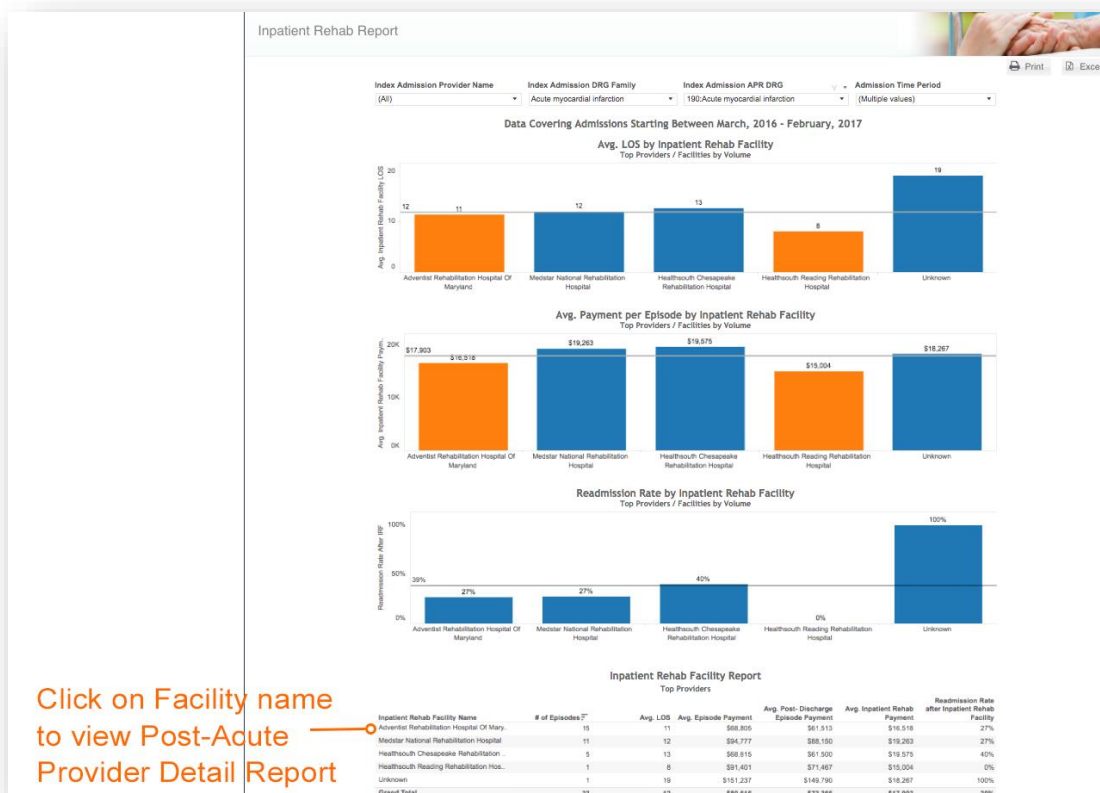 Inpatient Rehab Report
Print Exce
Index Admission Provider Name Index Admission DRG Family Index Admission APR DRG Admission Time Period
(All) Acute myocardial infarction 190:Acute myocardial infarction (Multiple values)
Data Covering Admissions Starting Between March, 2016 - February, 2017
Avg. LOS by Inpatient Rehab Facility
Top Providers / Facilities by Volume
Avg. Inpatient Rehab Facility LOS
20
10
0
12 11 12 13 8 19
Adventist Rehabilitation Hospital Of Maryland
Medstar National Rehabilitation Hospital
Healthsouth Chesapeake Rehabilitation Hospital
Healthsouth Reading Rehabilitation Hospital
Unknown
Avg. Payment per Episode by Inpatient Rehab Facility
Top Providers / Facilities by Volume
Avg. Inpatient Rehab Facility Paym..
20K
10K
0K
$17,903 $16,518 $19,263 $19,575 $15,004 $18,267
Adventist Rehabilitation Hospital Of Maryland
Medstar National Rehabilitation Hospital
Healthsouth Chesapeake Rehabilitation Hospital
Healthsouth Reading Rehabilitation Hospital
Unknown
Readmission Rate by Inpatient Rehab Facility
Top Providers / Facilities by Volume
Readmission Rate After IRF
100%
50%
0%
39% 27% 27% 40% 0% 100%
Adventist Rehabilitation Hospital Of Maryland
Medstar National Rehabilitation Hospital
Healthsouth Chesapeake Rehabilitation Hospital
Healthsouth Reading Rehabilitation Hospital
Unknown
Click on Facility name
to view Post-Acute
Provider Detail Report
Inpatient Rehab Facility Report
Top Providers
Inpatient Rehab Facility Name # of Episodes Avg. LOS Avg. Episode Payment Avg. Post- Discharge Episode Payment Avg. Inpatient Rehab Payment Readmission Rate after Inpatient Rehab Facility
Adventist Rehabilitation Hospital Of Mary.. 15 11 $68,805 $61,513 $16,518 27%
Medstar National Rehabilitation Hospital 11 12 $94,777 $88,150 $19,263 27%
Healthsouth Chesapeake Rehabilitation .. 5 13 $68,615 $61,500 $19,575 40%
Healthsouth Reading Rehabilitation Hos.. 1 8 $91,401 $71,467 $15,004 0%
Unknown 1 19 $151,237 $149,790 $18,267 100%
Grand Total